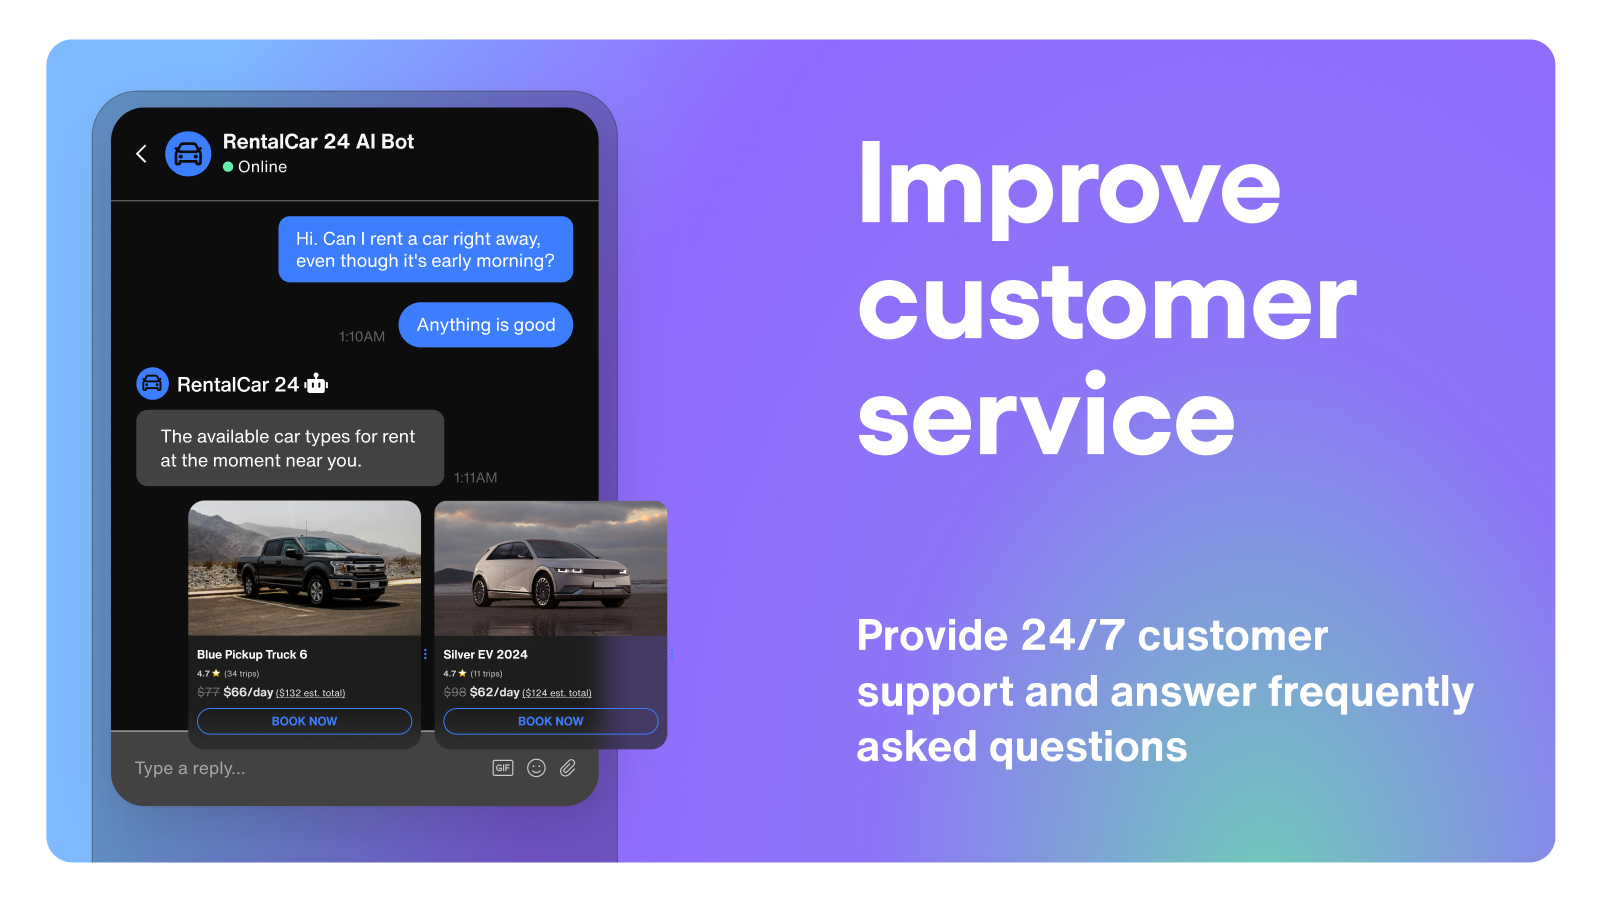 RentalCar 24 AI Bot
Online
Hi. Can I rent a car right away,
even though it's early morning?
Anything is good
1:10AM
RentalCar 24
The available car types for rent
at the moment near you.
1:11AM
Blue Pickup Truck 6
4.7 (34 trips)
$77 $66/day ($132 est. total)
BOOK NOW
Silver EV 2024
4.7 (11 trips)
$98 $62/day ($124 est. total)
BOOK NOW
Type a reply...
GIF
Improve
customer
service
Provide 24/7 customer
support and answer frequently
asked questions